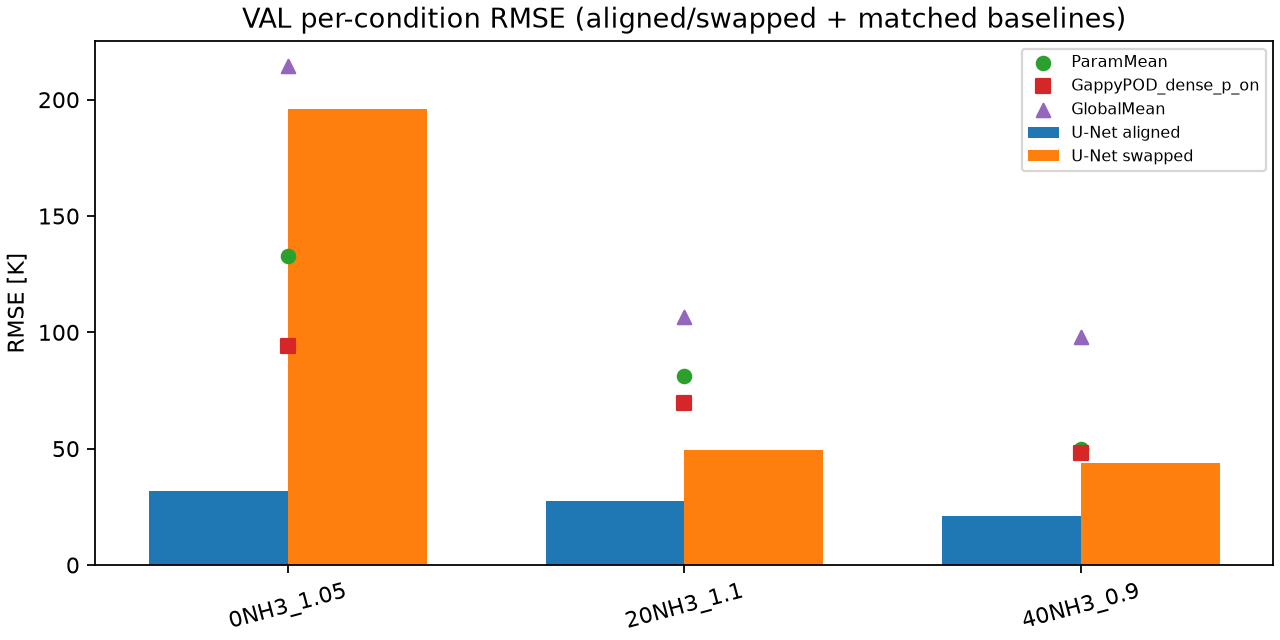 VAL per-condition RMSE (aligned/swapped + matched baselines)
RMSE [K]
200
150
100
50
0
ParamMean
GappyPOD_dense_p_on
GlobalMean
U-Net aligned
U-Net swapped
0NH3_1.05
20NH3_1.1
40NH3_0.9